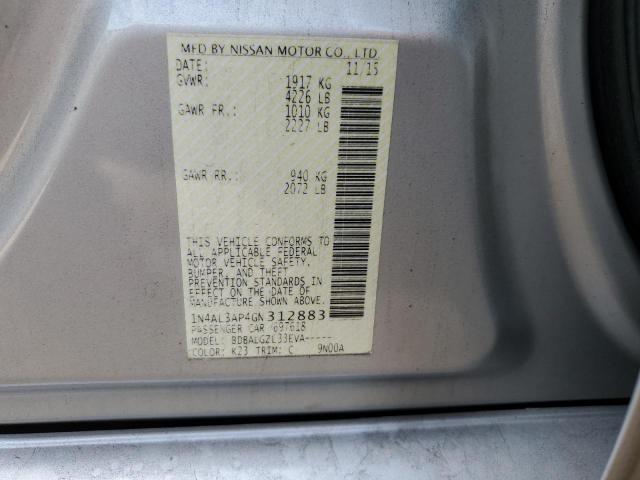 MFD BY NISSAN MOTOR CO., LTD
DATE: 11/15
GVWR: 1917 KG
4226 LB
GAWR FR.: 1010 KG
2227 LB
GAWR RR.: 940 KG
2072 LB
THIS VEHICLE CONFORMS TO
ALL APPLICABLE FEDERAL
MOTOR VEHICLE SAFETY,
BUMPER, AND THEFT
PREVENTION STANDARDS IN
EFFECT ON THE DATE OF
MANUFACTURE SHOWN ABOVE.
1N4AL3AP4GN312883
PASSENGER CAR 697618
MODEL: BDBALGZL33EVA-----
COLOR: K23 TRIM: C 9N00A